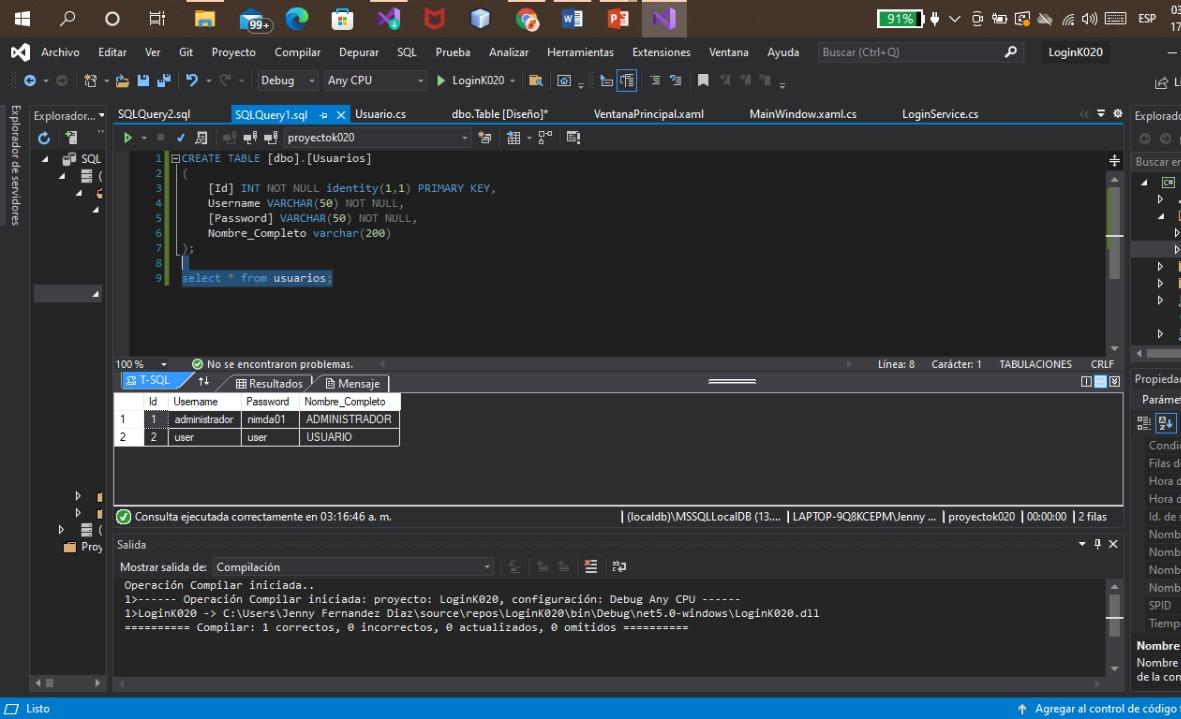 99+
91%
ESP
03
17
Archivo Editar Ver Git Proyecto Compilar Depurar SQL Prueba Analizar Herramientas Extensiones Ventana Ayuda Buscar (Ctrl+Q) LoginK020
Debug Any CPU LoginK020 Li
Explorador de servidores
Explorador...
SQL
(
(
Proy
SQLQuery2.sql SQLQuery1.sql Usuario.cs dbo.Table [Diseño]* VentanaPrincipal.xaml MainWindow.xaml.cs LoginService.cs
proyectok020
1 CREATE TABLE [dbo].[Usuarios]
2 (
3 [Id] INT NOT NULL identity(1,1) PRIMARY KEY,
4 Username VARCHAR(50) NOT NULL,
5 [Password] VARCHAR(50) NOT NULL,
6 Nombre_Completo varchar(200)
7 );
8
9 select * from usuarios;
100 % No se encontraron problemas. Línea: 8 Carácter: 1 TABULACIONES CRLF
T-SQL Resultados Mensaje
Id Username Password Nombre_Completo
1 1 administrador nimda01 ADMINISTRADOR
2 2 user user USUARIO
Consulta ejecutada correctamente en 03:16:46 a. m. (localdb)\MSSQLLocalDB (13.... LAPTOP-9Q8KCEPM\Jenny ... proyectok020 00:00:00 2 filas
Salida
Mostrar salida de: Compilación
Operación Compilar iniciada..
1>------ Operación Compilar iniciada: proyecto: LoginK020, configuración: Debug Any CPU ------
1>LoginK020 -> C:\Users\Jenny Fernandez Diaz\source\repos\LoginK020\bin\Debug\net5.0-windows\LoginK020.dll
========== Compilar: 1 correctos, 0 incorrectos, 0 actualizados, 0 omitidos ==========
Explorado
Buscar en
C#
Propieda
Paráme
Condi
Filas d
Hora d
Hora d
Id. de s
Nomb
Nomb
Nomb
Nomb
SPID
Tiemp
Nombre
Nombre
de la con
Listo Agregar al control de código